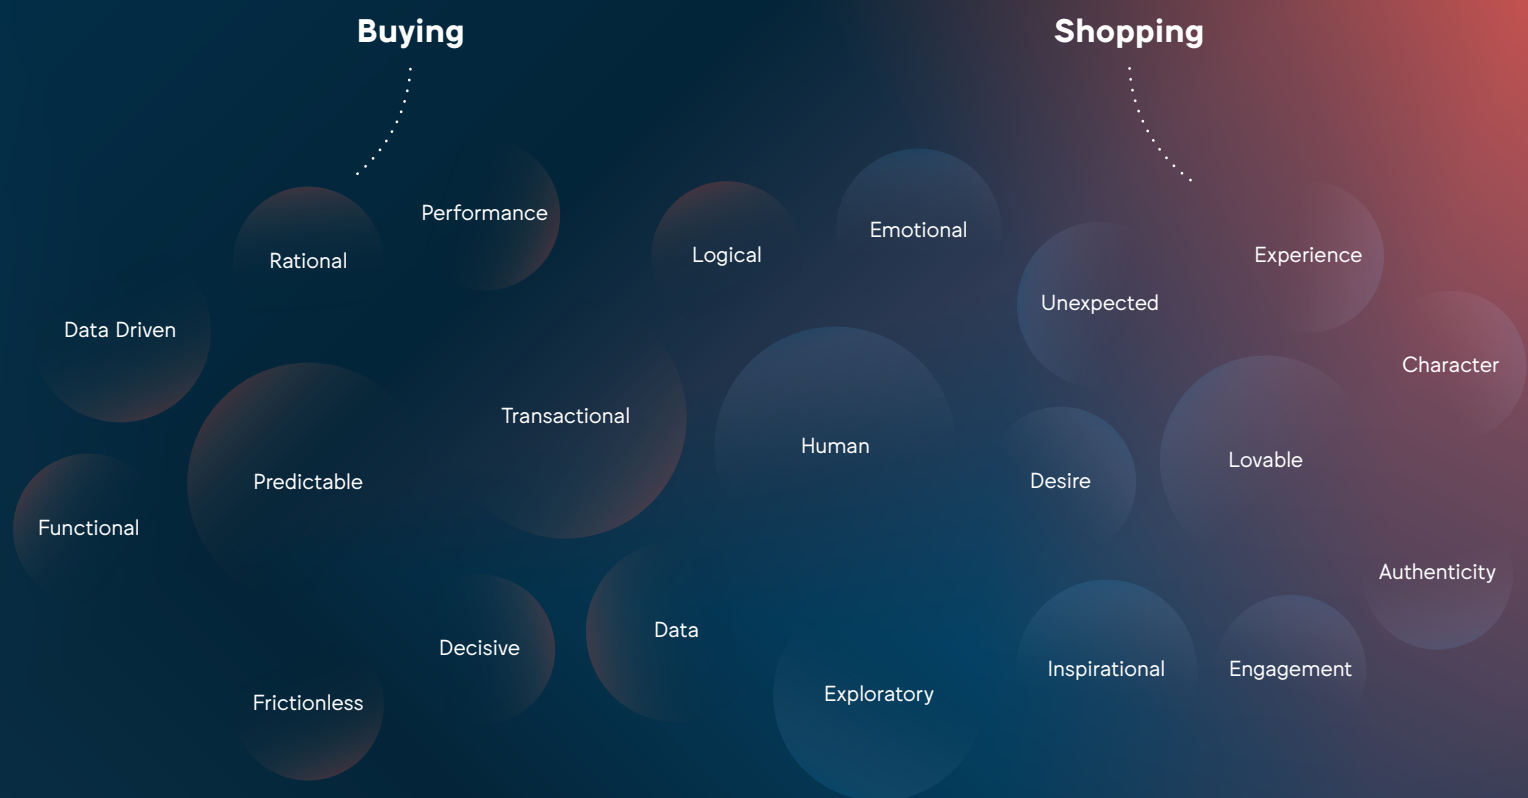 Buying
Shopping
Performance
Rational
Logical
Emotional
Experience
Unexpected
Data Driven
Character
Transactional
Human
Lovable
Desire
Predictable
Functional
Authenticity
Data
Decisive
Inspirational
Engagement
Exploratory
Frictionless